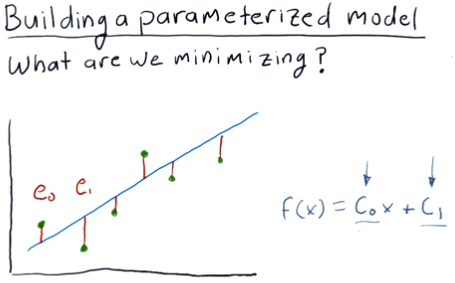 Building a parameterized model
What are we minimizing?
e₀ e₁
f(x) = C₀x + C₁